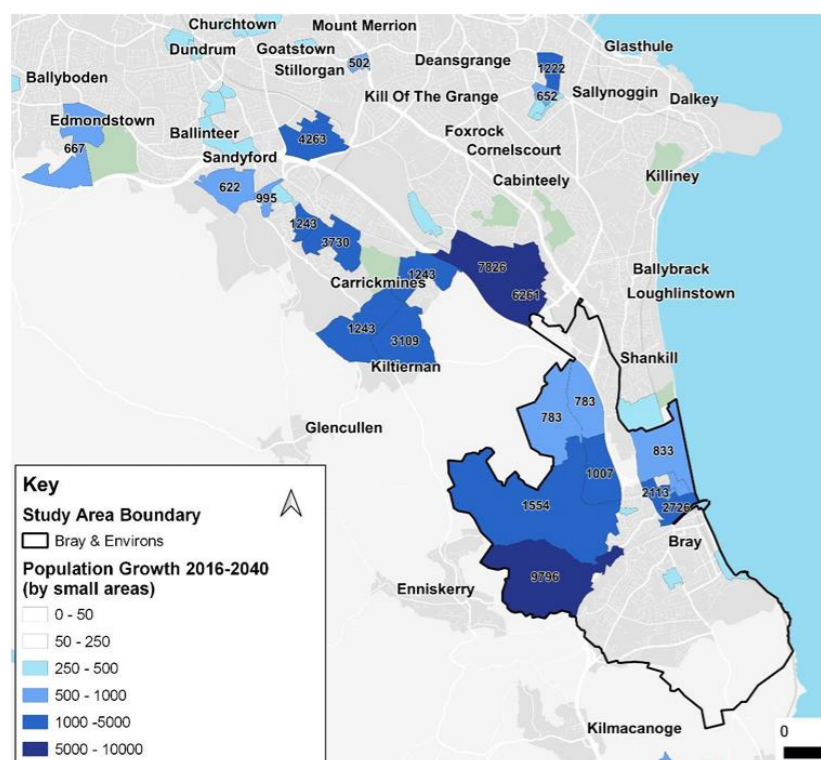 Churchtown
Mount Merrion
Dundrum
Goatstown
Deansgrange
Glasthule
Stillorgan
502
1222
Ballyboden
Kill Of The Grange
652
Sallynoggin
Dalkey
Edmondstown
Ballinteer
4263
Foxrock
667
Sandyford
Cornelscourt
Cabinteely
Killiney
622
995
1243
3730
7826
Ballybrack
Carrickmines
1243
6261
Loughlinstown
1243
3109
Kiltiernan
Shankill
783
783
Glencullen
833
1007
2113
1554
2726
Bray
9796
Enniskerry
Kilmacanoge
Key
Study Area Boundary
Bray & Environs
Population Growth 2016-2040
(by small areas)
0 - 50
50 - 250
250 - 500
500 - 1000
1000 -5000
5000 - 10000
0